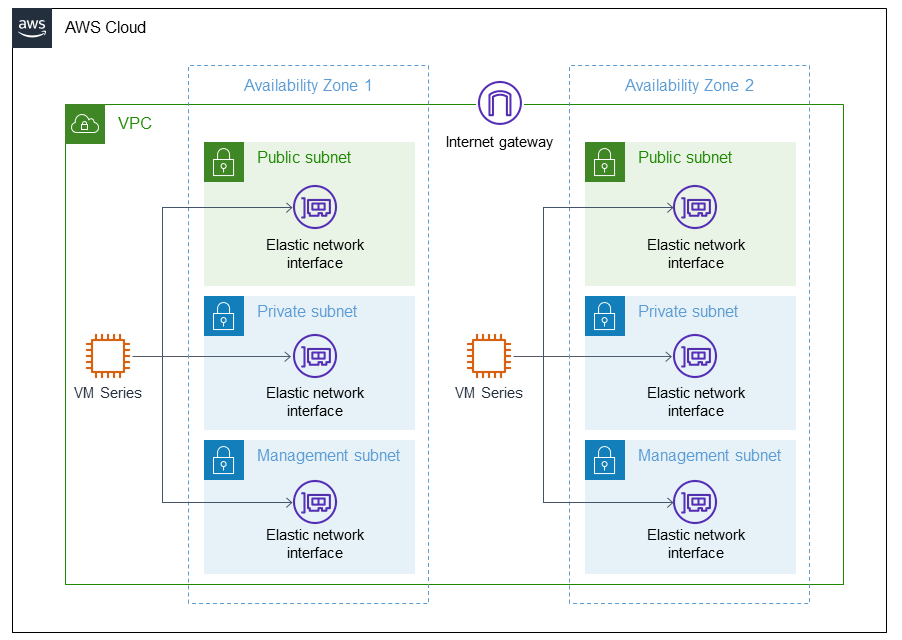 aws
AWS Cloud
Availability Zone 1
Availability Zone 2
VPC
Internet gateway
Public subnet
Elastic network
interface
Public subnet
Elastic network
interface
Private subnet
Elastic network
interface
Private subnet
Elastic network
interface
VM Series
VM Series
Management subnet
Elastic network
interface
Management subnet
Elastic network
interface